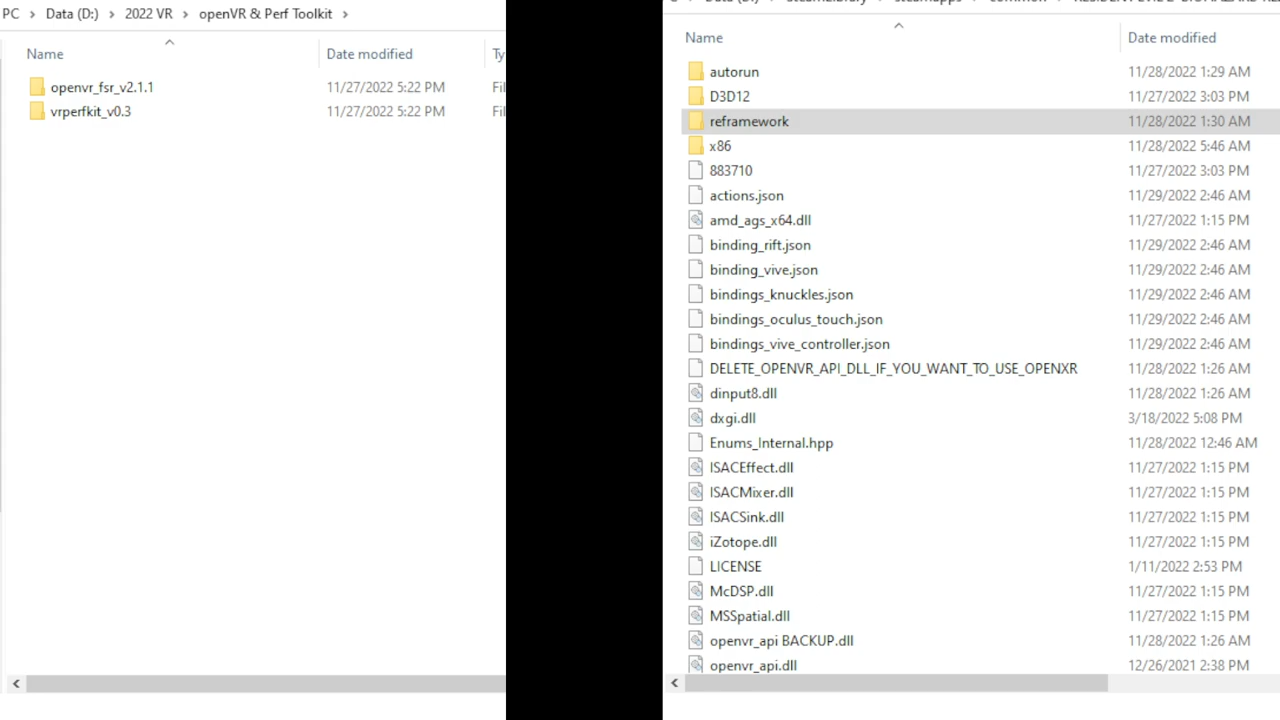 PC > Data (D:) > 2022 VR > openVR & Perf Toolkit >
Name Date modified Ty
openvr_fsr_v2.1.1 11/27/2022 5:22 PM Fil
vrperfkit_v0.3 11/27/2022 5:22 PM Fil
Name Date modified
autorun 11/28/2022 1:29 AM
D3D12 11/27/2022 3:03 PM
reframework 11/28/2022 1:30 AM
x86 11/28/2022 5:46 AM
883710 11/27/2022 3:03 PM
actions.json 11/29/2022 2:46 AM
amd_ags_x64.dll 11/27/2022 1:15 PM
binding_rift.json 11/29/2022 2:46 AM
binding_vive.json 11/29/2022 2:46 AM
bindings_knuckles.json 11/29/2022 2:46 AM
bindings_oculus_touch.json 11/29/2022 2:46 AM
bindings_vive_controller.json 11/29/2022 2:46 AM
DELETE_OPENVR_API_DLL_IF_YOU_WANT_TO_USE_OPENXR 11/28/2022 1:26 AM
dinput8.dll 11/28/2022 1:26 AM
dxgi.dll 3/18/2022 5:08 PM
Enums_Internal.hpp 11/28/2022 12:46 AM
ISACEffect.dll 11/27/2022 1:15 PM
ISACMixer.dll 11/27/2022 1:15 PM
ISACSink.dll 11/27/2022 1:15 PM
iZotope.dll 11/27/2022 1:15 PM
LICENSE 1/11/2022 2:53 PM
McDSP.dll 11/27/2022 1:15 PM
MSSpatial.dll 11/27/2022 1:15 PM
openvr_api BACKUP.dll 11/28/2022 1:26 AM
openvr_api.dll 12/26/2021 2:38 PM